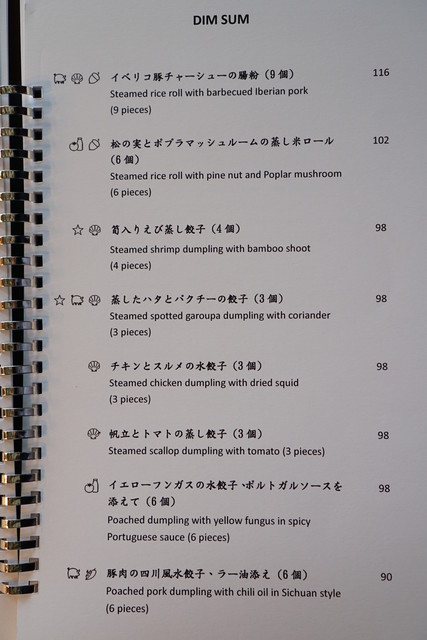 DIM SUM
イベリコ豚チャーシューの腸粉（9個） 116
Steamed rice roll with barbecued Iberian pork
(9 pieces)
松の実とポプラマッシュルームの蒸し米ロール 102
（6個）
Steamed rice roll with pine nut and Poplar mushroom
(6 pieces)
筍入りえび蒸し餃子（4個） 98
Steamed shrimp dumpling with bamboo shoot
(4 pieces)
蒸したハタとパクチーの餃子（3個） 98
Steamed spotted garoupa dumpling with coriander
(3 pieces)
チキンとスルメの水餃子（3個） 98
Steamed chicken dumpling with dried squid
(3 pieces)
帆立とトマトの蒸し餃子（3個） 98
Steamed scallop dumpling with tomato (3 pieces)
イエローフンガスの水餃子、ポルトガルソースを 98
添えて（6個）
Poached dumpling with yellow fungus in spicy
Portuguese sauce (6 pieces)
豚肉の四川風水餃子、ラー油添え（6個） 90
Poached pork dumpling with chili oil in Sichuan style
(6 pieces)